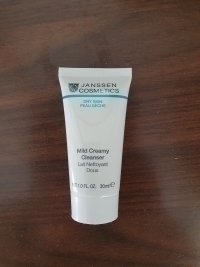 JANSSEN
COSMETICS
DRY SKIN
PEAU SÈCHE
Mild Creamy
Cleanser
Lait Nettoyant
Doux
1.0 FL. OZ. 30ml e